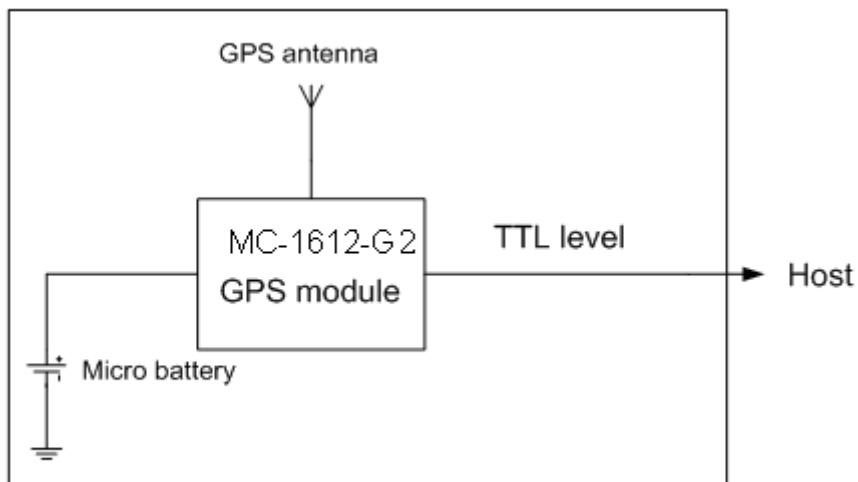 GPS antenna
MC-1612-G2
GPS module
TTL level
Host
Micro battery